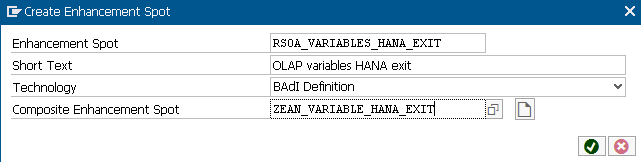 Create Enhancement Spot
Enhancement Spot RSOA_VARIABLES_HANA_EXIT
Short Text OLAP variables HANA exit
Technology BAdI Definition
Composite Enhancement Spot ZEAN_VARIABLE_HANA_EXIT